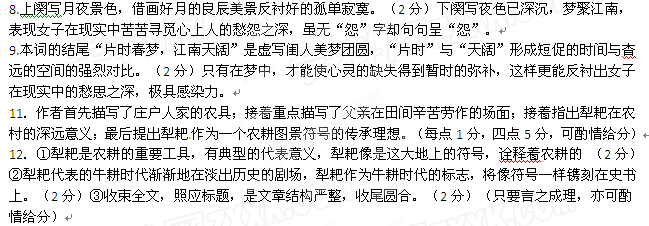 8.上阕写月夜景色，借画好月的良辰美景反衬好的孤单寂寞。（2 分）下阕写夜色已深沉，梦聚江南，
表现女子在现实中苦苦寻觅心上人的愁怨之深，虽无“怨”字却句句呈“怨”。
9.本词的结尾“片时春梦，江南天阔”是虚写闺人美梦团圆，“片时”与“天阔”形成短促的时间与杳
远的空间的强烈对比。（2 分）只有在梦中，才能使心灵的缺失得到暂时的弥补，这样更能反衬出女子
在现实中的愁思之深，极具感染力。
11. 作者首先描写了庄户人家的农具；接着重点描写了父亲在田间辛苦劳作的场面；接着指出犁耙在农
村的深远意义；最后提出犁耙作为一个农耕图景符号的传承理想。（每点 1 分，四点 5 分，可酌情给分）
12. ①犁耙是农耕的重要工具，有典型的代表意义，犁耙像是这大地上的符号，诠释着农耕的 （2 分）
②犁耙代表的牛耕时代渐渐地在淡出历史的剧场，犁耙作为牛耕时代的标志，将像符号一样镌刻在史书
上。（2 分）③收束全文，照应标题，是文章结构严整，收尾圆合。（2 分）（只要言之成理，亦可酌
情给分）